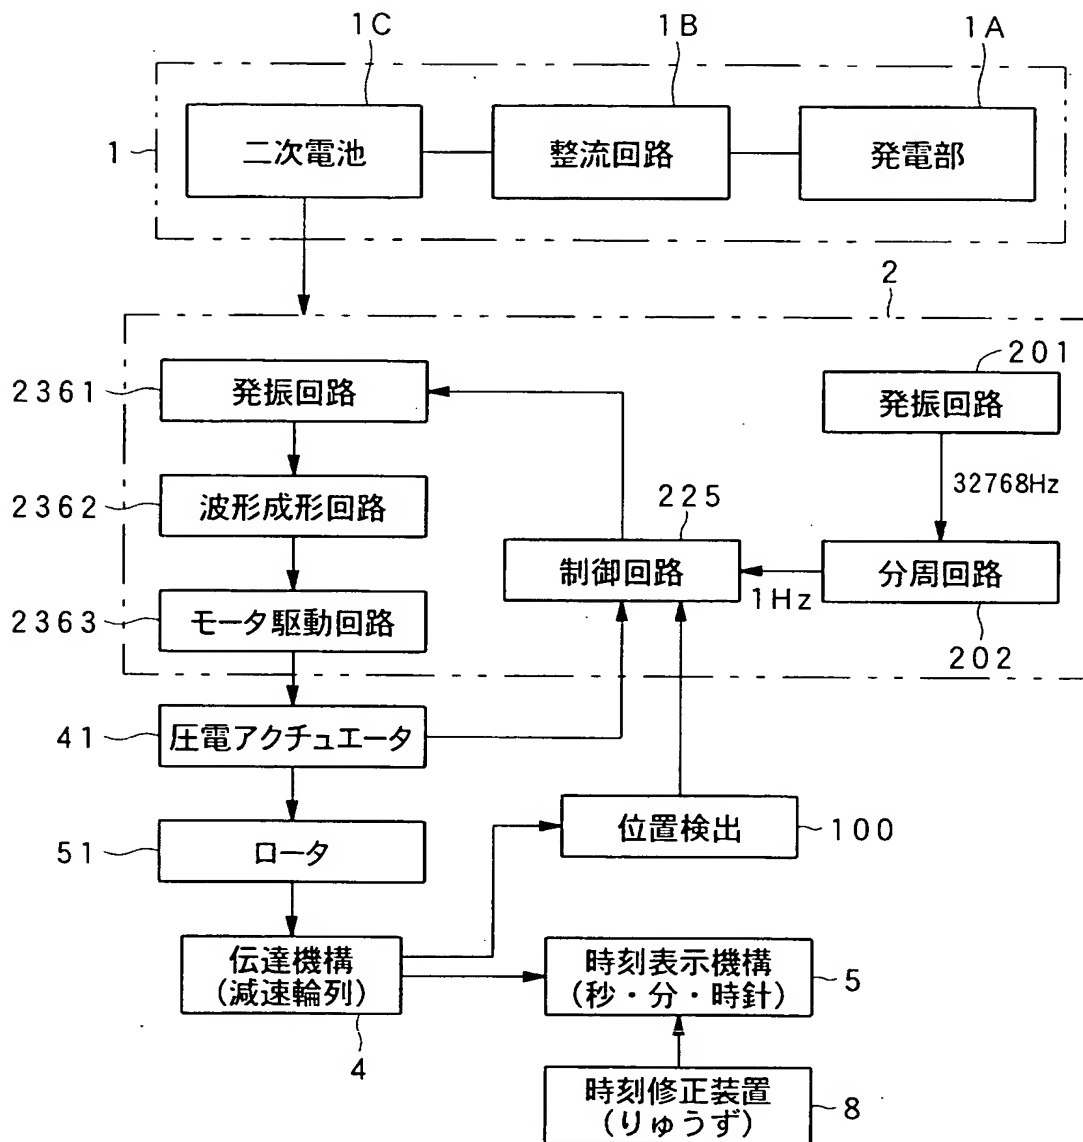 1C
1B
1A
1
二次電池
整流回路
発電部
2
2361
発振回路
201
発振回路
2362
波形成形回路
32768Hz
225
制御回路
1Hz
分周回路
2363
モータ駆動回路
202
41
圧電アクチュエータ
51
ロータ
位置検出
100
伝達機構
(減速輪列)
時刻表示機構
(秒・分・時針)
5
4
時刻修正装置
(りゅうず)
8